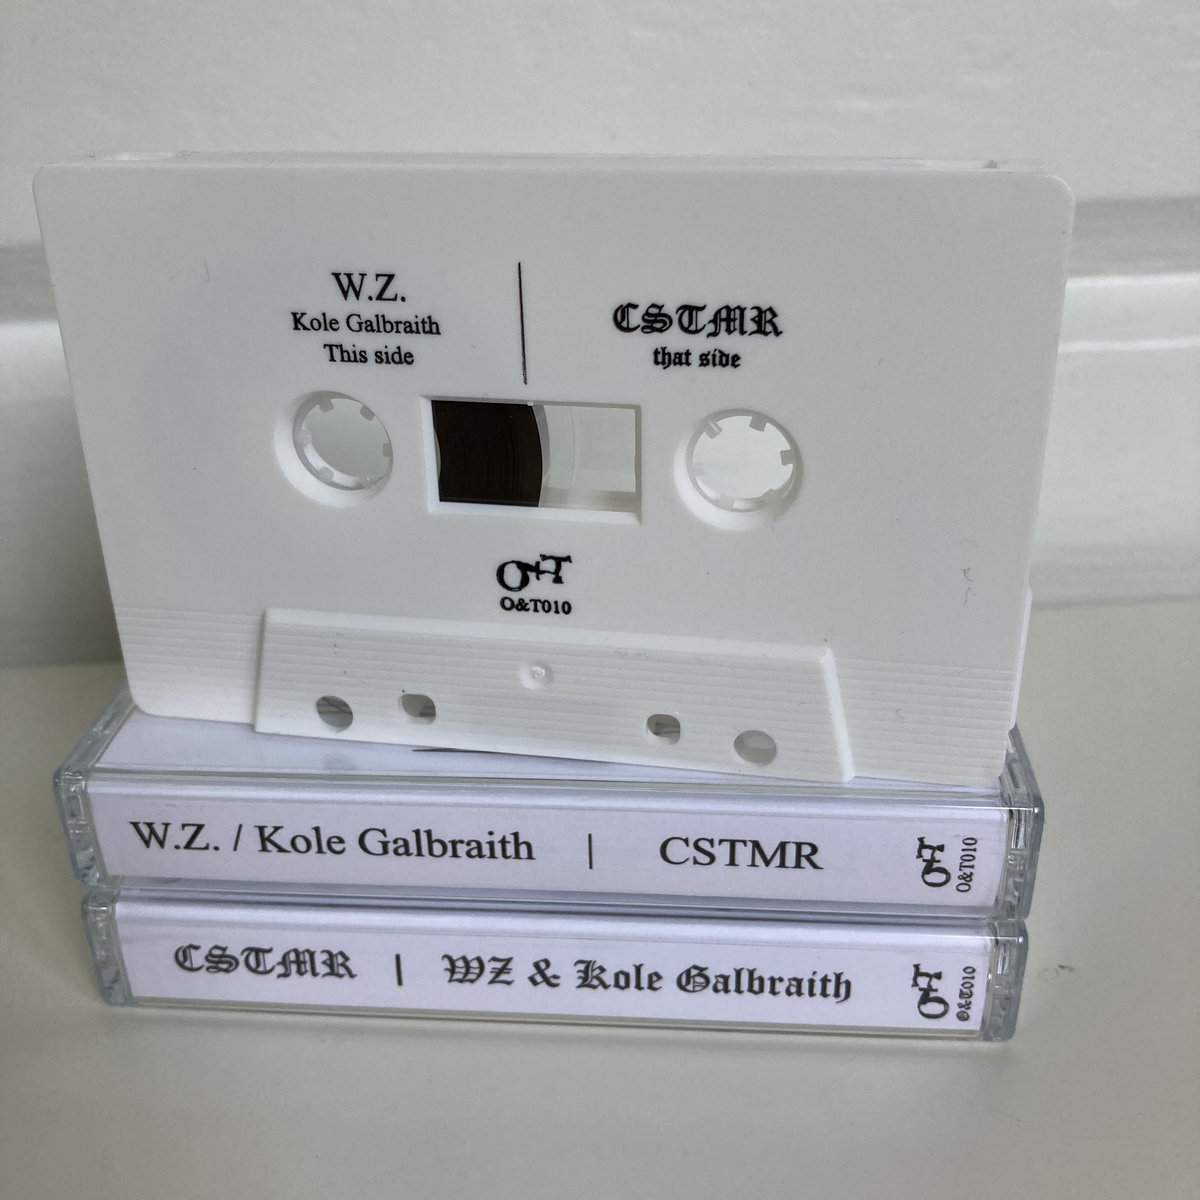 W.Z.
Kole Galbraith
This side
CSTMR
that side
O+T
O&T010
W.Z. / Kole Galbraith | CSTMR
O+T
O&T010
CSTMR | WZ & Kole Galbraith
O+T
O&T010